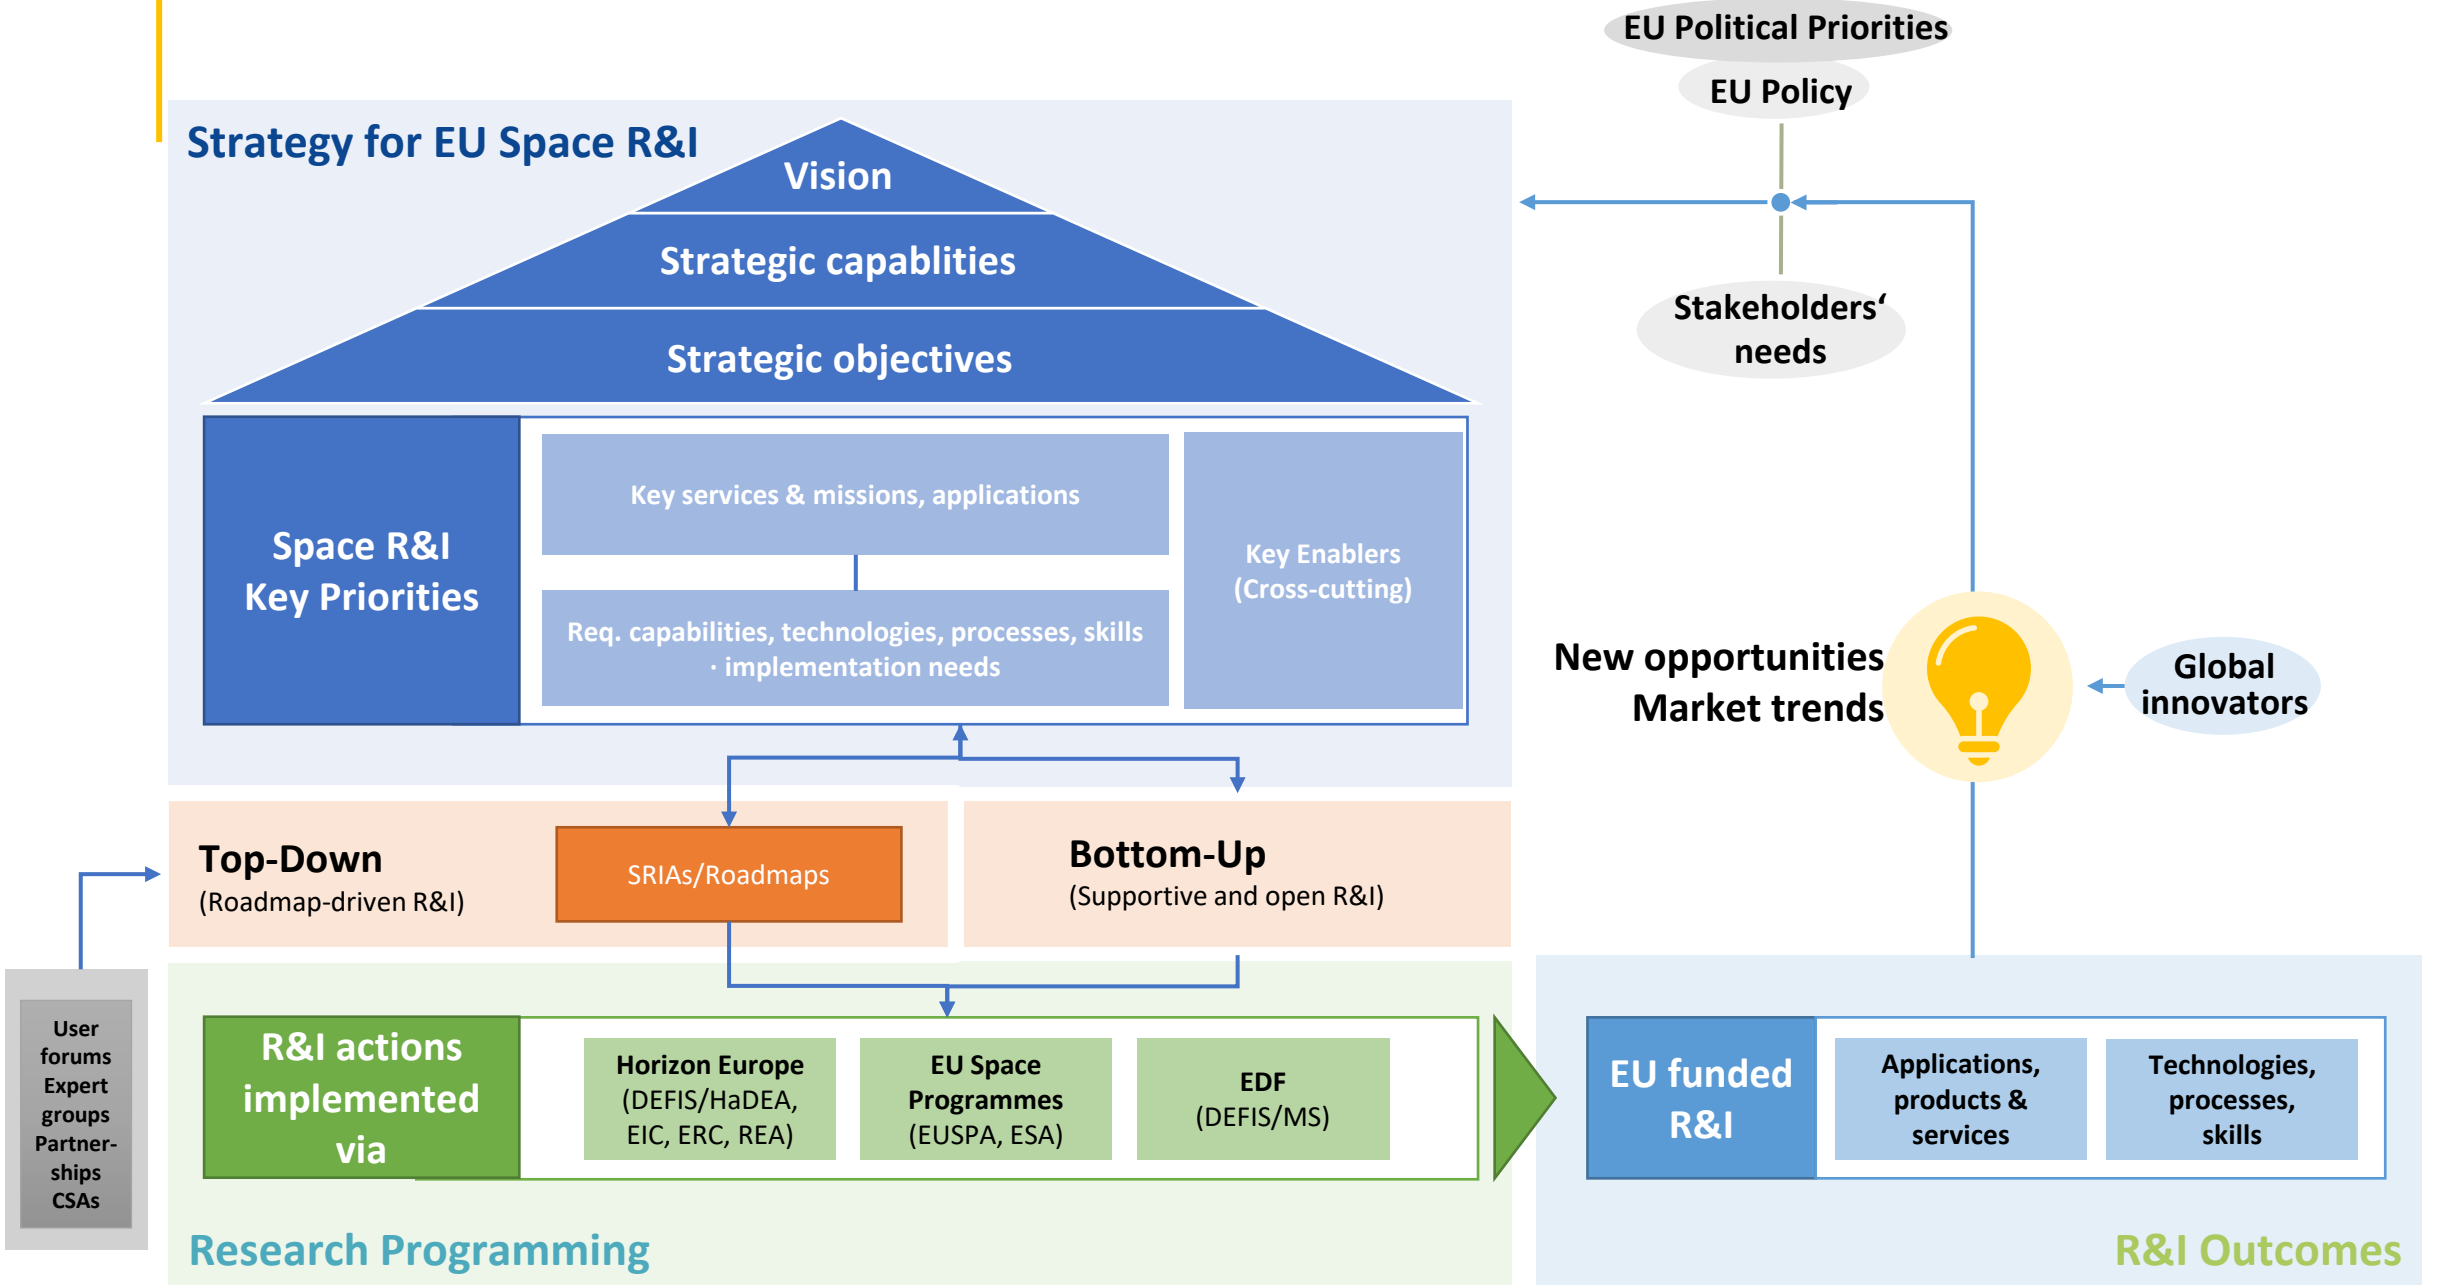 EU Political Priorities
EU Policy
Strategy for EU Space R&I
Vision
Strategic capablities
Strategic objectives
Stakeholders‘
needs
Space R&I
Key Priorities
Key services & missions, applications
Req. capabilities, technologies, processes, skills
· implementation needs
Key Enablers
(Cross-cutting)
New opportunities
Market trends
Global
innovators
Top-Down
(Roadmap-driven R&I)
SRIAs/Roadmaps
Bottom-Up
(Supportive and open R&I)
User
forums
Expert
groups
Partner-
ships
CSAs
R&I actions
implemented
via
Horizon Europe
(DEFIS/HaDEA,
EIC, ERC, REA)
EU Space
Programmes
(EUSPA, ESA)
EDF
(DEFIS/MS)
EU funded
R&I
Applications,
products &
services
Technologies,
processes,
skills
Research Programming
R&I Outcomes